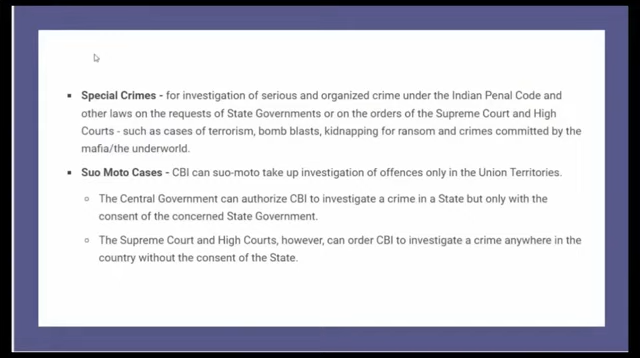 ▪ Special Crimes - for investigation of serious and organized crime under the Indian Penal Code and
other laws on the requests of State Governments or on the orders of the Supreme Court and High
Courts - such as cases of terrorism, bomb blasts, kidnapping for ransom and crimes committed by the
mafia/the underworld.
▪ Suo Moto Cases - CBI can suo-moto take up investigation of offences only in the Union Territories.
○ The Central Government can authorize CBI to investigate a crime in a State but only with the
consent of the concerned State Government.
○ The Supreme Court and High Courts, however, can order CBI to investigate a crime anywhere in the
country without the consent of the State.